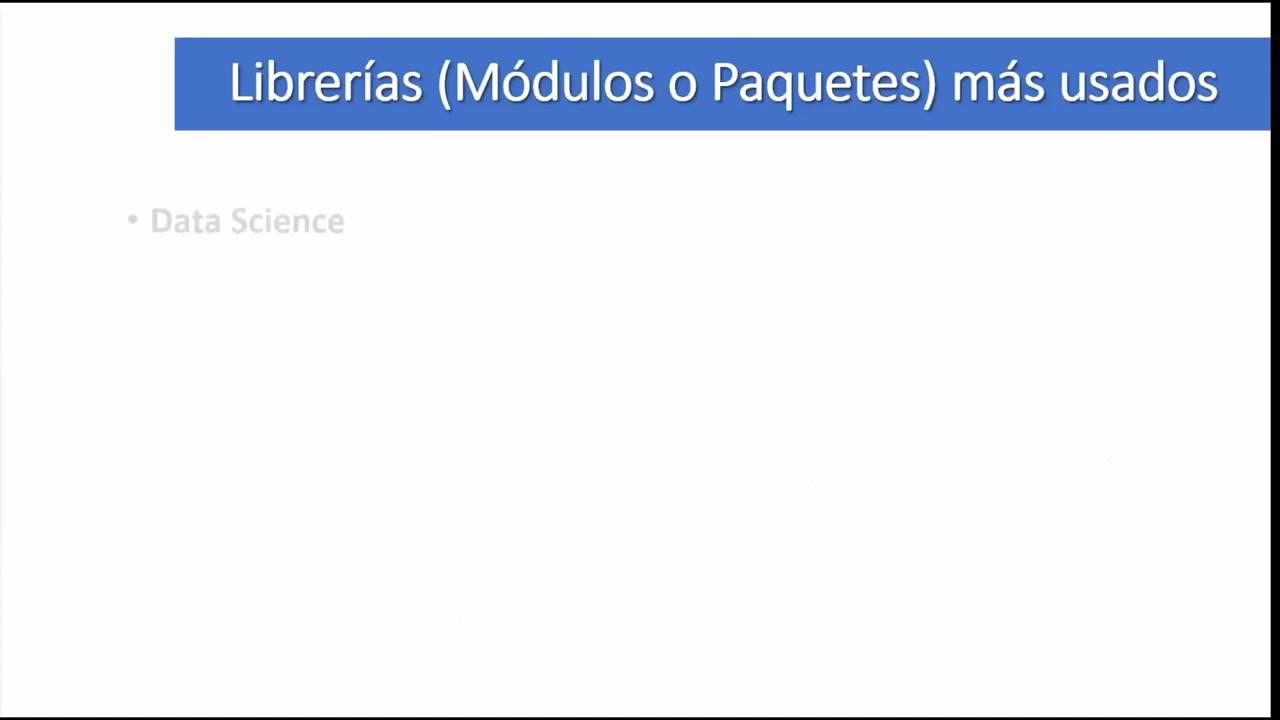 Librerías (Módulos o Paquetes) más usados
• Data Science